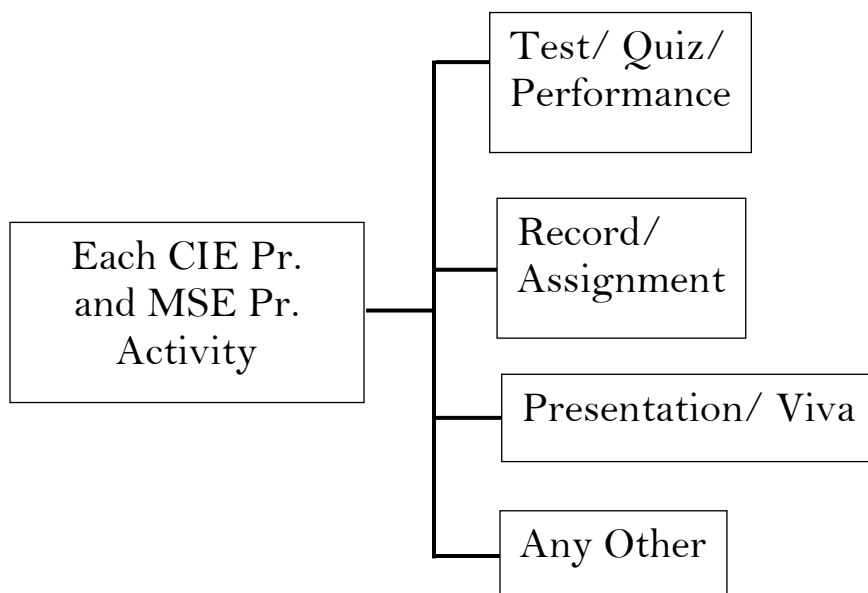 Test/ Quiz/
Performance
Each CIE Pr.
and MSE Pr.
Activity
Record/
Assignment
Presentation/ Viva
Any Other